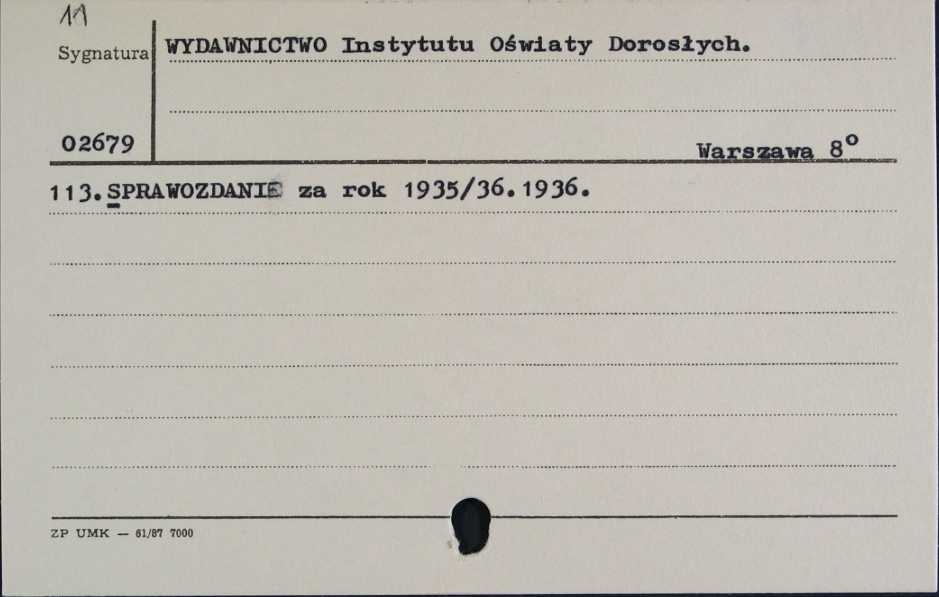 11
Sygnatura
WYDAWNICTWO Instytutu Oświaty Dorosłych.
02679
Warszawa 8°
113. SPRAWOZDANIE za rok 1935/36. 1936.
ZP UMK — 61/87 7000